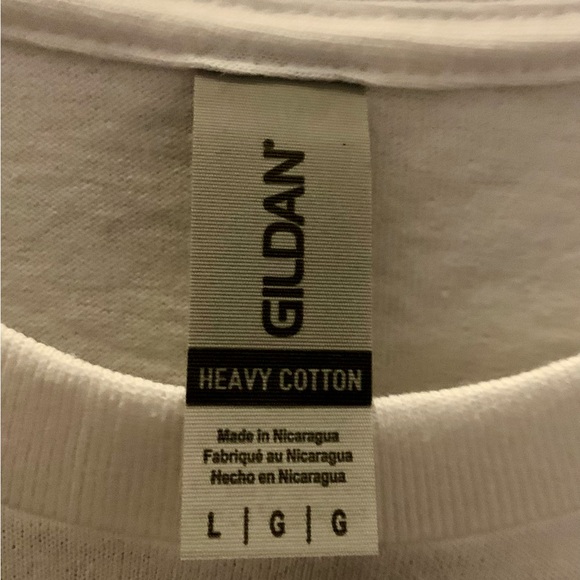 GILDAN®
HEAVY COTTON
Made in Nicaragua
Fabriqué au Nicaragua
Hecho en Nicaragua
L | G | G